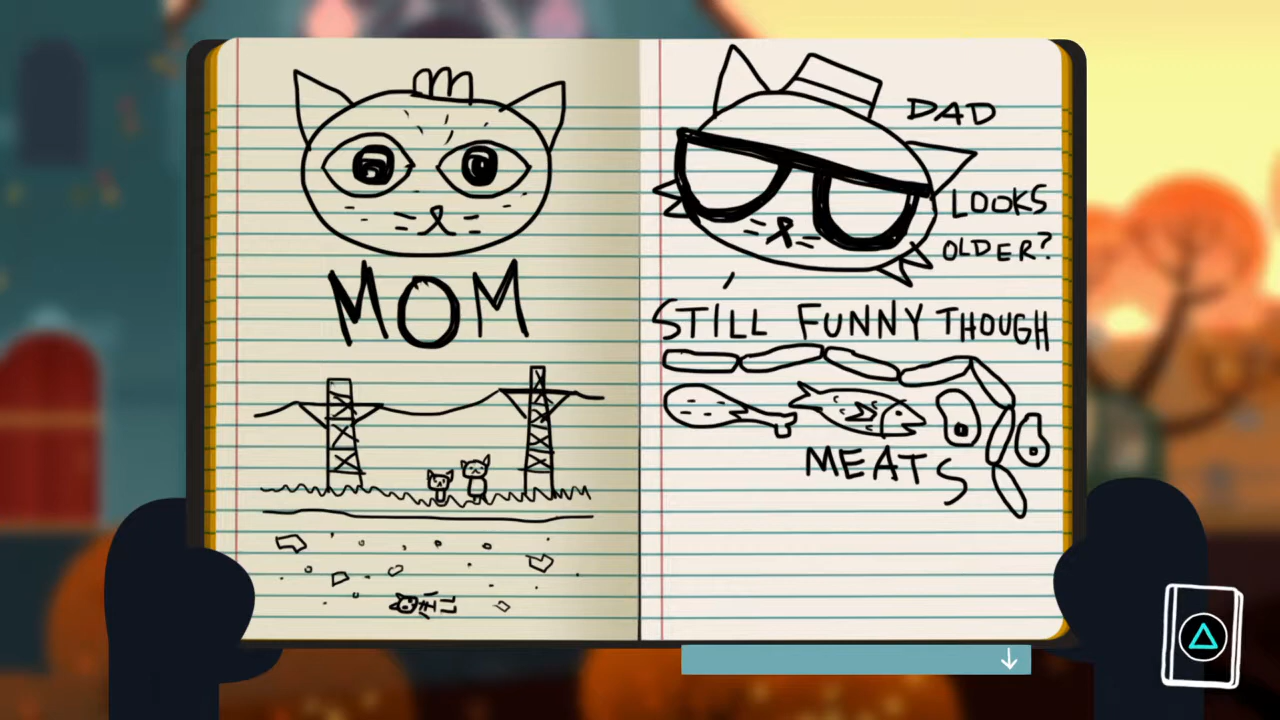 MOM
DAD
LOOKS
OLDER?
STILL FUNNY THOUGH
MEATS